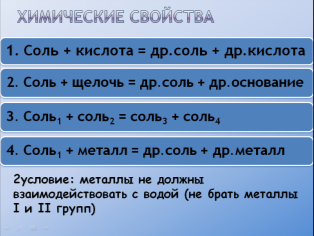 ХИМИЧЕСКИЕ СВОЙСТВА
1. Соль + кислота = др.соль + др.кислота
2. Соль + щелочь = др.соль + др.основание
3. Соль₁ + соль₂ = соль₃ + соль₄
4. Соль₁ + металл = др.соль + др.металл
2условие: металлы не должны
взаимодействовать с водой (не брать металлы
I и II групп)